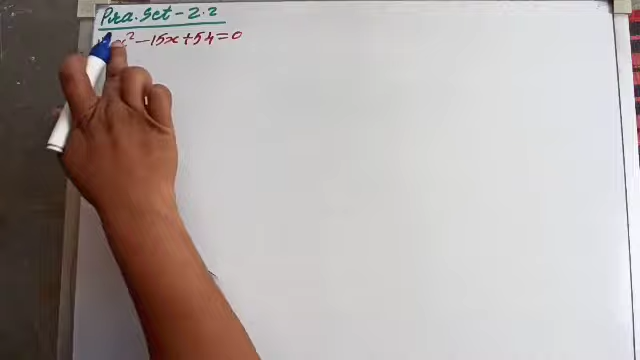 Pra. Set - 2.2
x² - 15x + 54 = 0